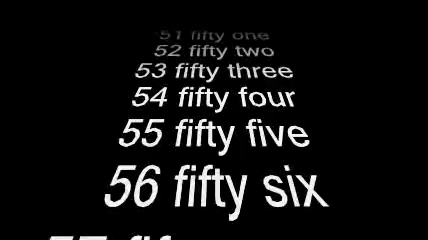 51 fifty one
52 fifty two
53 fifty three
54 fifty four
55 fifty five
56 fifty six